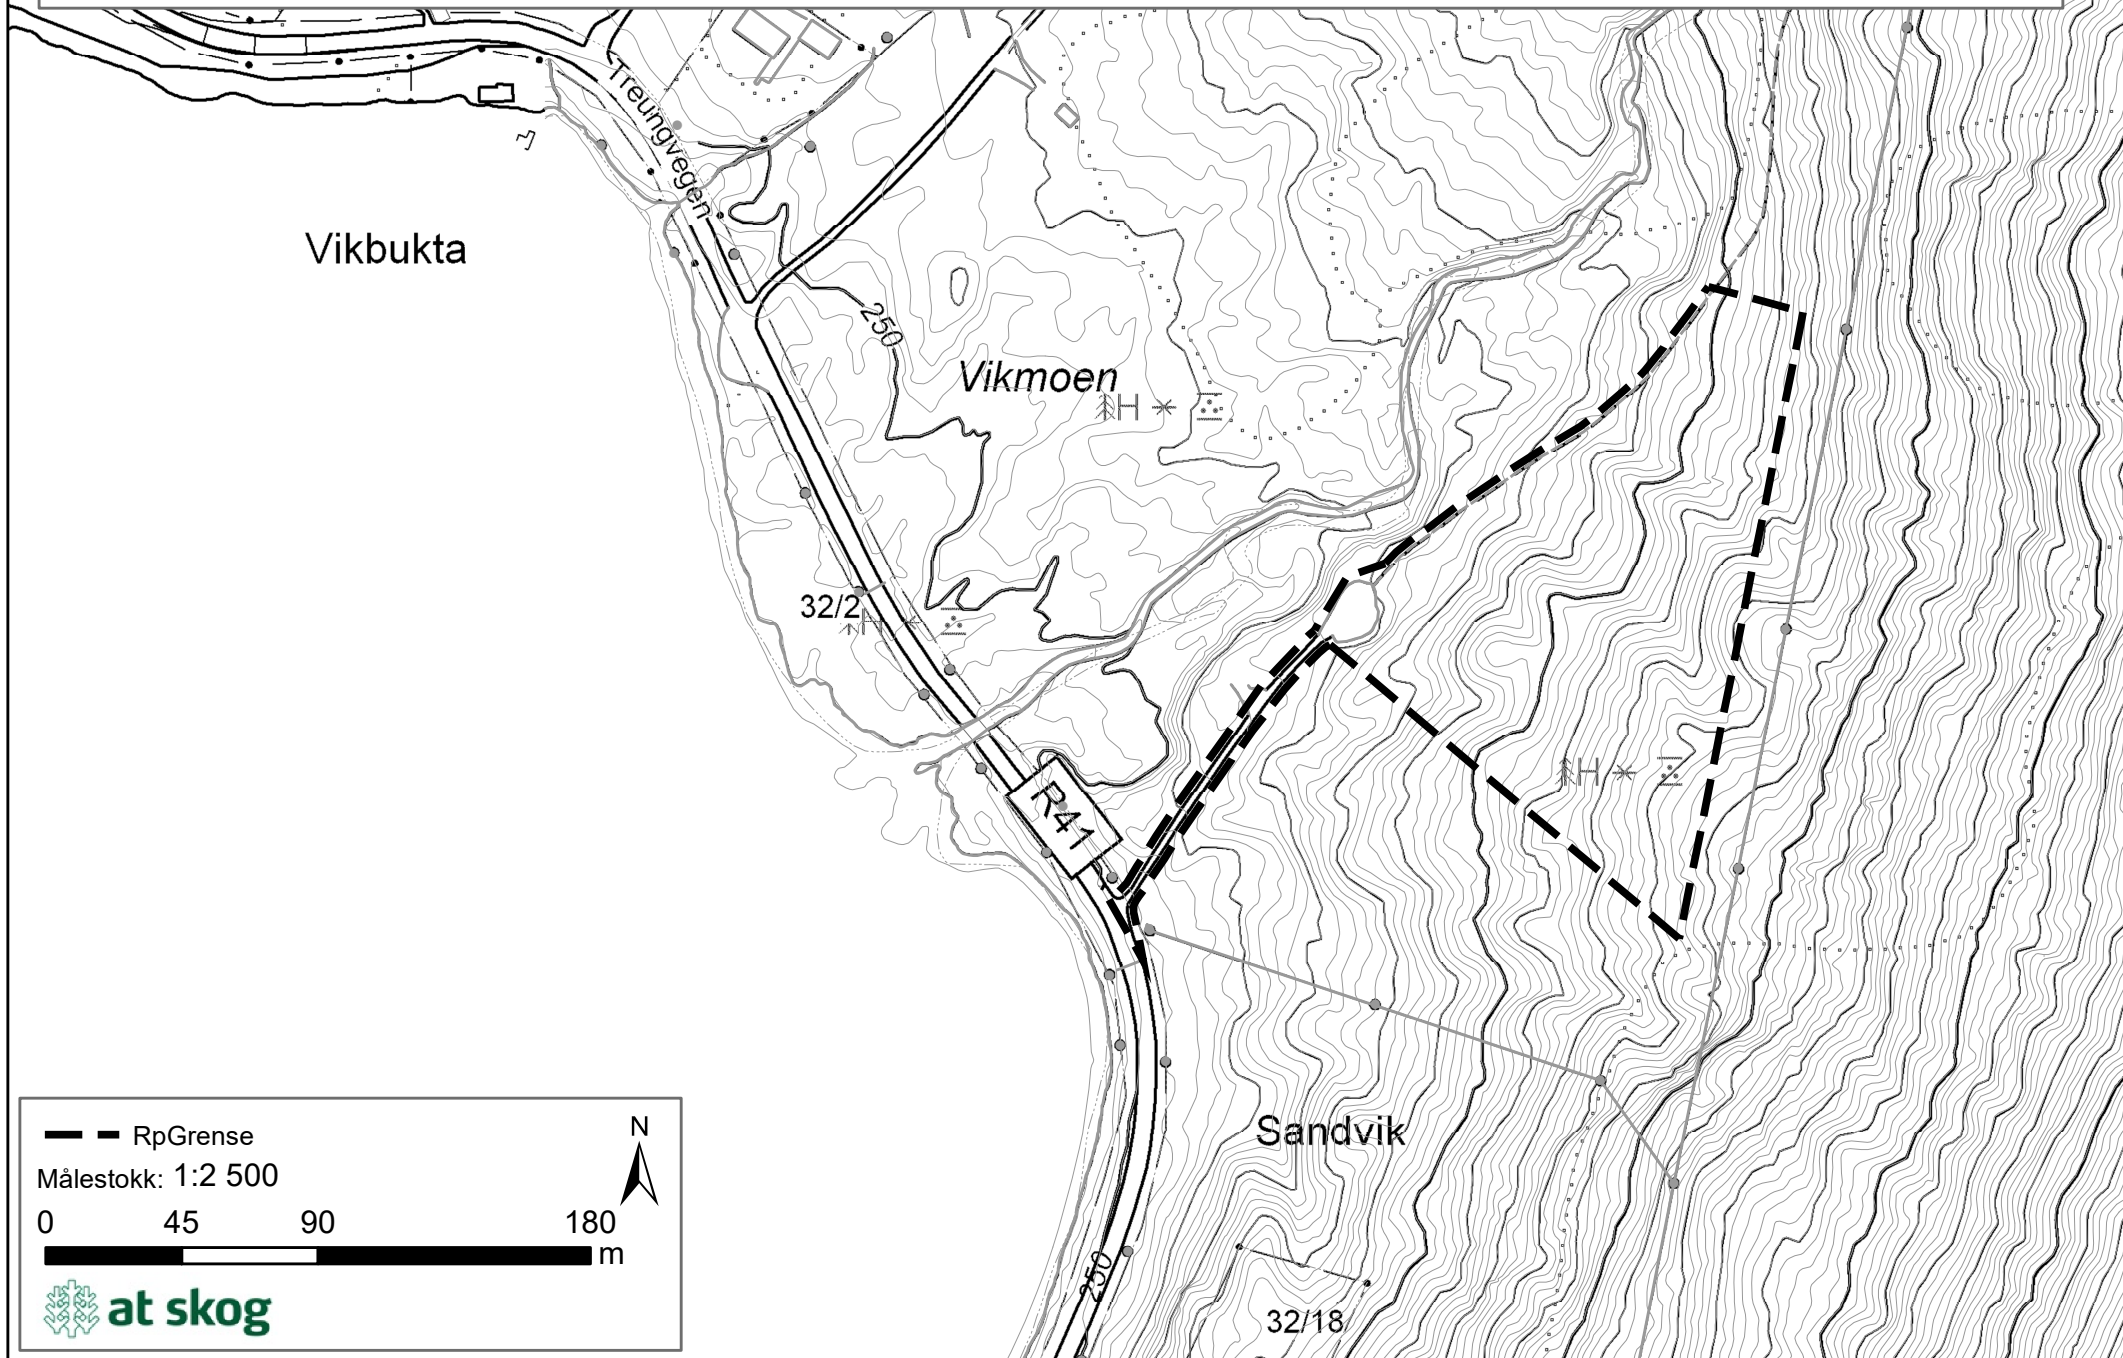 Treungvegen
Vikbukta
250
Vikmoen
H
32/2
H
R41
H
Sandvik
250
32/18
RpGrense
N
Målestokk: 1:2 500
0 45 90 180
m
at skog